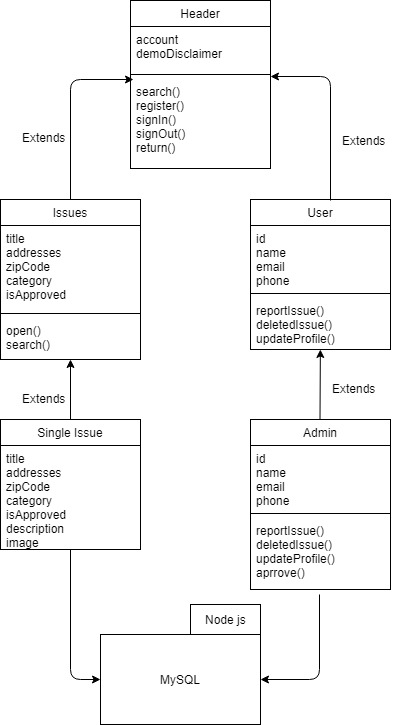 Header
account
demoDisclaimer
search()
register()
signIn()
signOut()
return()
Extends
Extends
Issues
title
addresses
zipCode
category
isApproved
open()
search()
User
id
name
email
phone
reportIssue()
deletedIssue()
updateProfile()
Extends
Extends
Single Issue
title
addresses
zipCode
category
isApproved
description
image
Admin
id
name
email
phone
reportIssue()
deletedIssue()
updateProfile()
aprrove()
Node js
MySQL